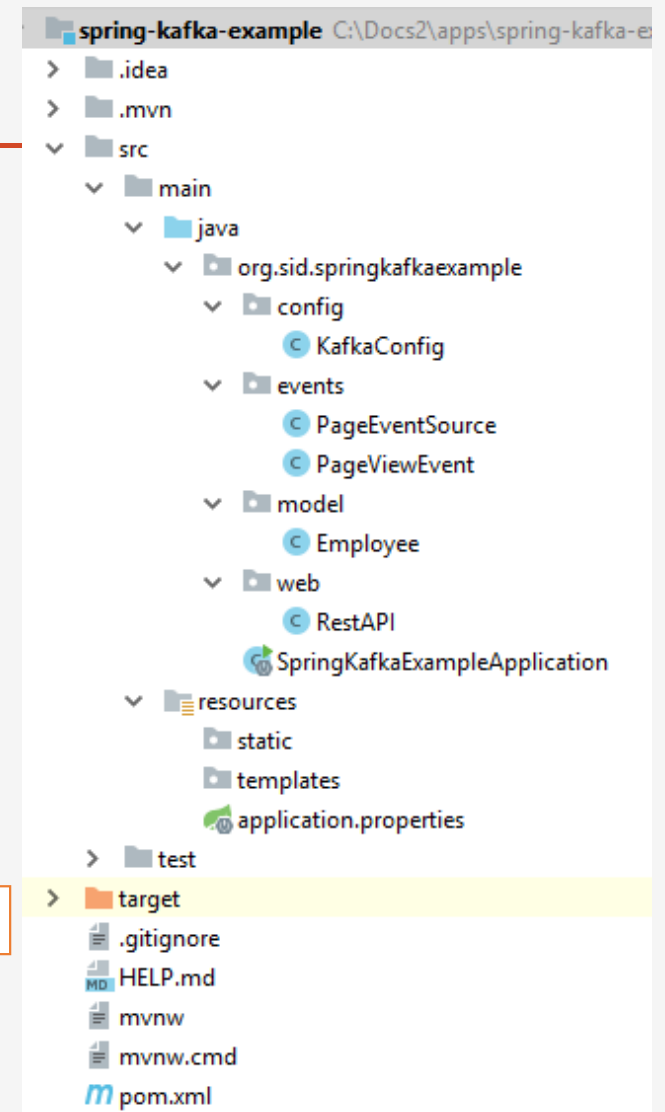 spring-kafka-example C:\Docs2\apps\spring-kafka-e
.idea
.mvn
src
main
java
org.sid.springkafkaexample
config
C KafkaConfig
events
C PageEventSource
C PageViewEvent
model
C Employee
web
C RestAPI
SpringKafkaExampleApplication
resources
static
templates
application.properties
test
target
.gitignore
MD HELP.md
mvnw
mvnw.cmd
m pom.xml